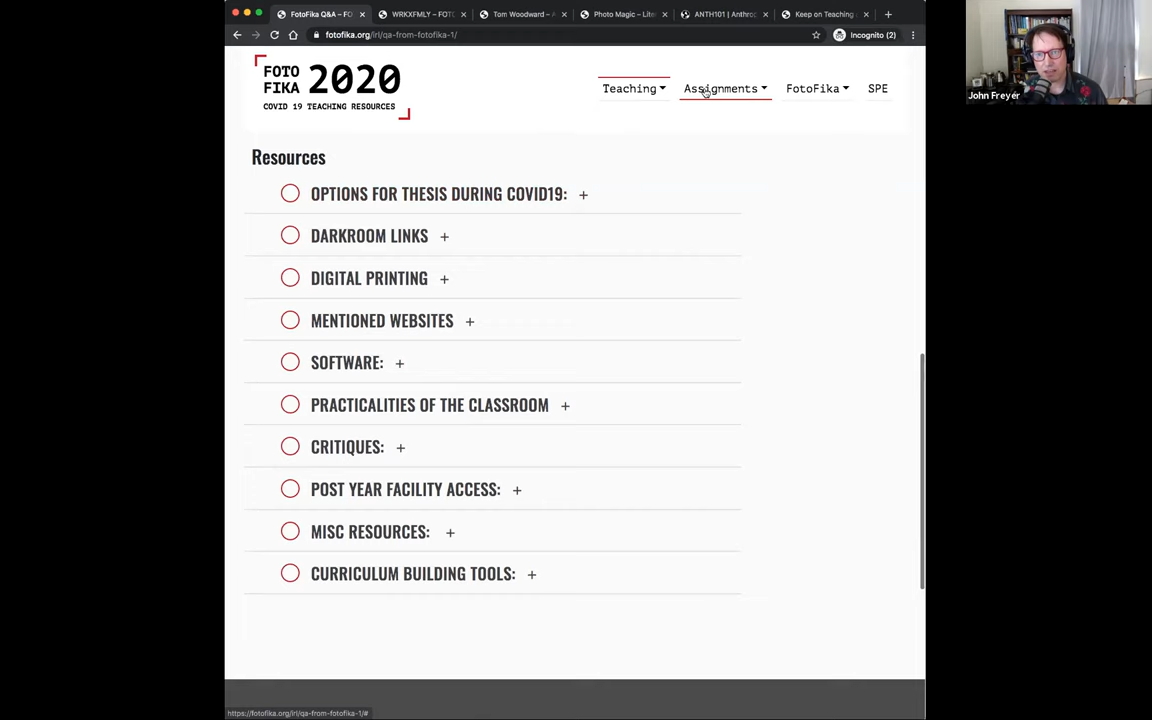 FotoFika Q&A – FO
WRKXFMLY – FOTO
Tom Woodward – A
Photo Magic – Lite
ANTH101 | Anthrop
Keep on Teaching
fotofika.org/irl/qa-from-fotofika-1/
Incognito (2)
FOTO
FIKA
2020
COVID 19 TEACHING RESOURCES
Teaching
Assignments
FotoFika
SPE
John Freyer
Resources
OPTIONS FOR THESIS DURING COVID19: +
DARKROOM LINKS +
DIGITAL PRINTING +
MENTIONED WEBSITES +
SOFTWARE: +
PRACTICALITIES OF THE CLASSROOM +
CRITIQUES: +
POST YEAR FACILITY ACCESS: +
MISC RESOURCES: +
CURRICULUM BUILDING TOOLS: +
https://fotofika.org/irl/qa-from-fotofika-1/#